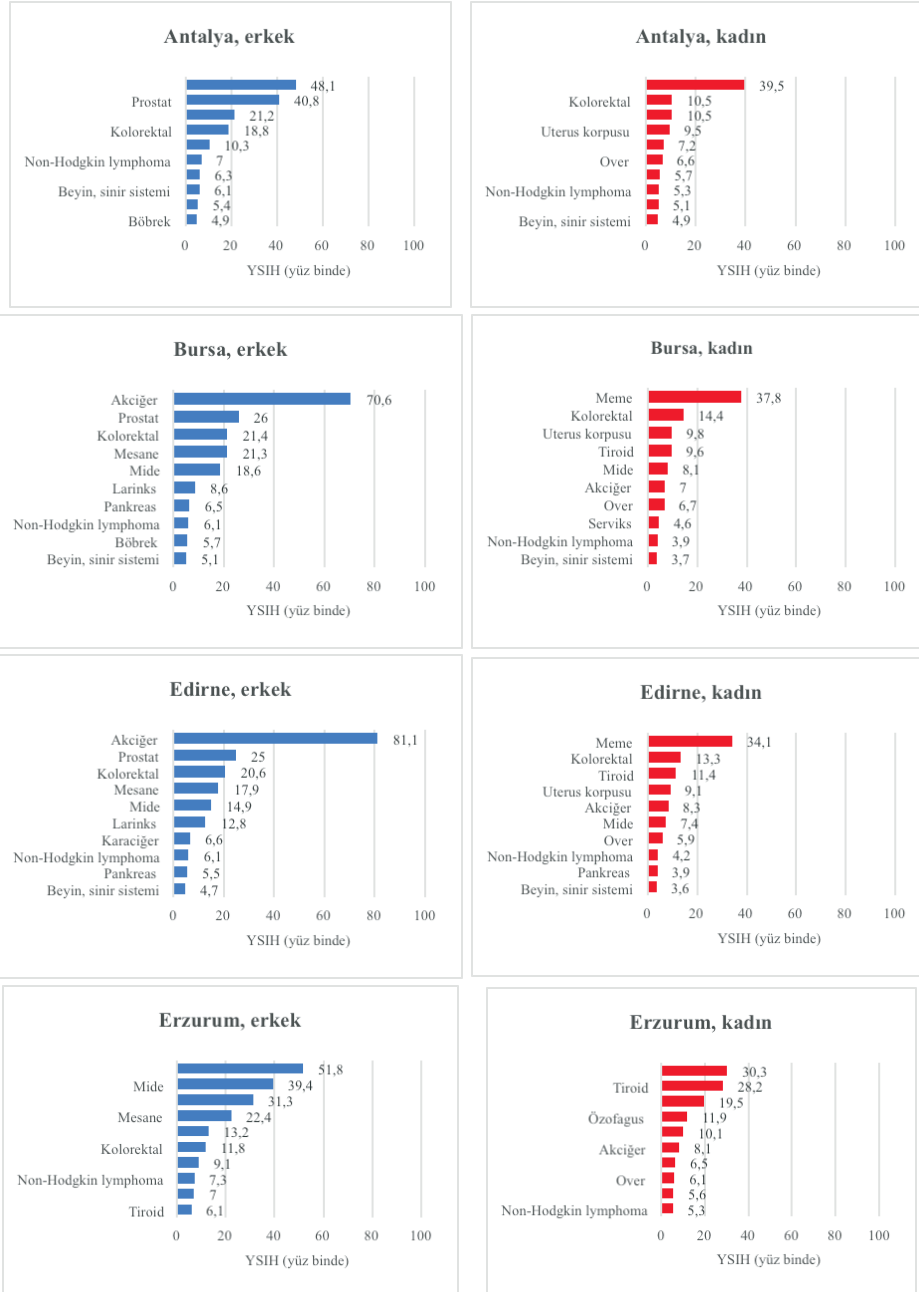 Antalya, erkek
48,1
Prostat 40,8
21,2
Kolorektal 18,8
10,3
Non-Hodgkin lymphoma 7
6,3
Beyin, sinir sistemi 6,1
5,4
Böbrek 4,9
0 20 40 60 80 100
YSIH (yüz binde)
Antalya, kadın
39,5
Kolorektal 10,5
10,5
Uterus korpusu 9,5
7,2
Over 6,6
5,7
Non-Hodgkin lymphoma 5,3
5,1
Beyin, sinir sistemi 4,9
0 20 40 60 80 100
YSIH (yüz binde)
Bursa, erkek
Akciğer 70,6
Prostat 26
Kolorektal 21,4
Mesane 21,3
Mide 18,6
Larinks 8,6
Pankreas 6,5
Non-Hodgkin lymphoma 6,1
Böbrek 5,7
Beyin, sinir sistemi 5,1
0 20 40 60 80 100
YSIH (yüz binde)
Bursa, kadın
Meme 37,8
Kolorektal 14,4
Uterus korpusu 9,8
Tiroid 9,6
Mide 8,1
Akciğer 7
Over 6,7
Serviks 4,6
Non-Hodgkin lymphoma 3,9
Beyin, sinir sistemi 3,7
0 20 40 60 80 100
YSIH (yüz binde)
Edirne, erkek
Akciğer 81,1
Prostat 25
Kolorektal 20,6
Mesane 17,9
Mide 14,9
Larinks 12,8
Karaciğer 6,6
Non-Hodgkin lymphoma 6,1
Pankreas 5,5
Beyin, sinir sistemi 4,7
0 20 40 60 80 100
YSIH (yüz binde)
Edirne, kadın
Meme 34,1
Kolorektal 13,3
Tiroid 11,4
Uterus korpusu 9,1
Akciğer 8,3
Mide 7,4
Over 5,9
Non-Hodgkin lymphoma 4,2
Pankreas 3,9
Beyin, sinir sistemi 3,6
0 20 40 60 80 100
YSIH (yüz binde)
Erzurum, erkek
51,8
Mide 39,4
31,3
Mesane 22,4
13,2
Kolorektal 11,8
9,1
Non-Hodgkin lymphoma 7,3
7
Tiroid 6,1
0 20 40 60 80 100
YSIH (yüz binde)
Erzurum, kadın
30,3
Tiroid 28,2
19,5
Özofagus 11,9
10,1
Akciğer 8,1
6,5
Over 6,1
5,6
Non-Hodgkin lymphoma 5,3
0 20 40 60 80 100
YSIH (yüz binde)